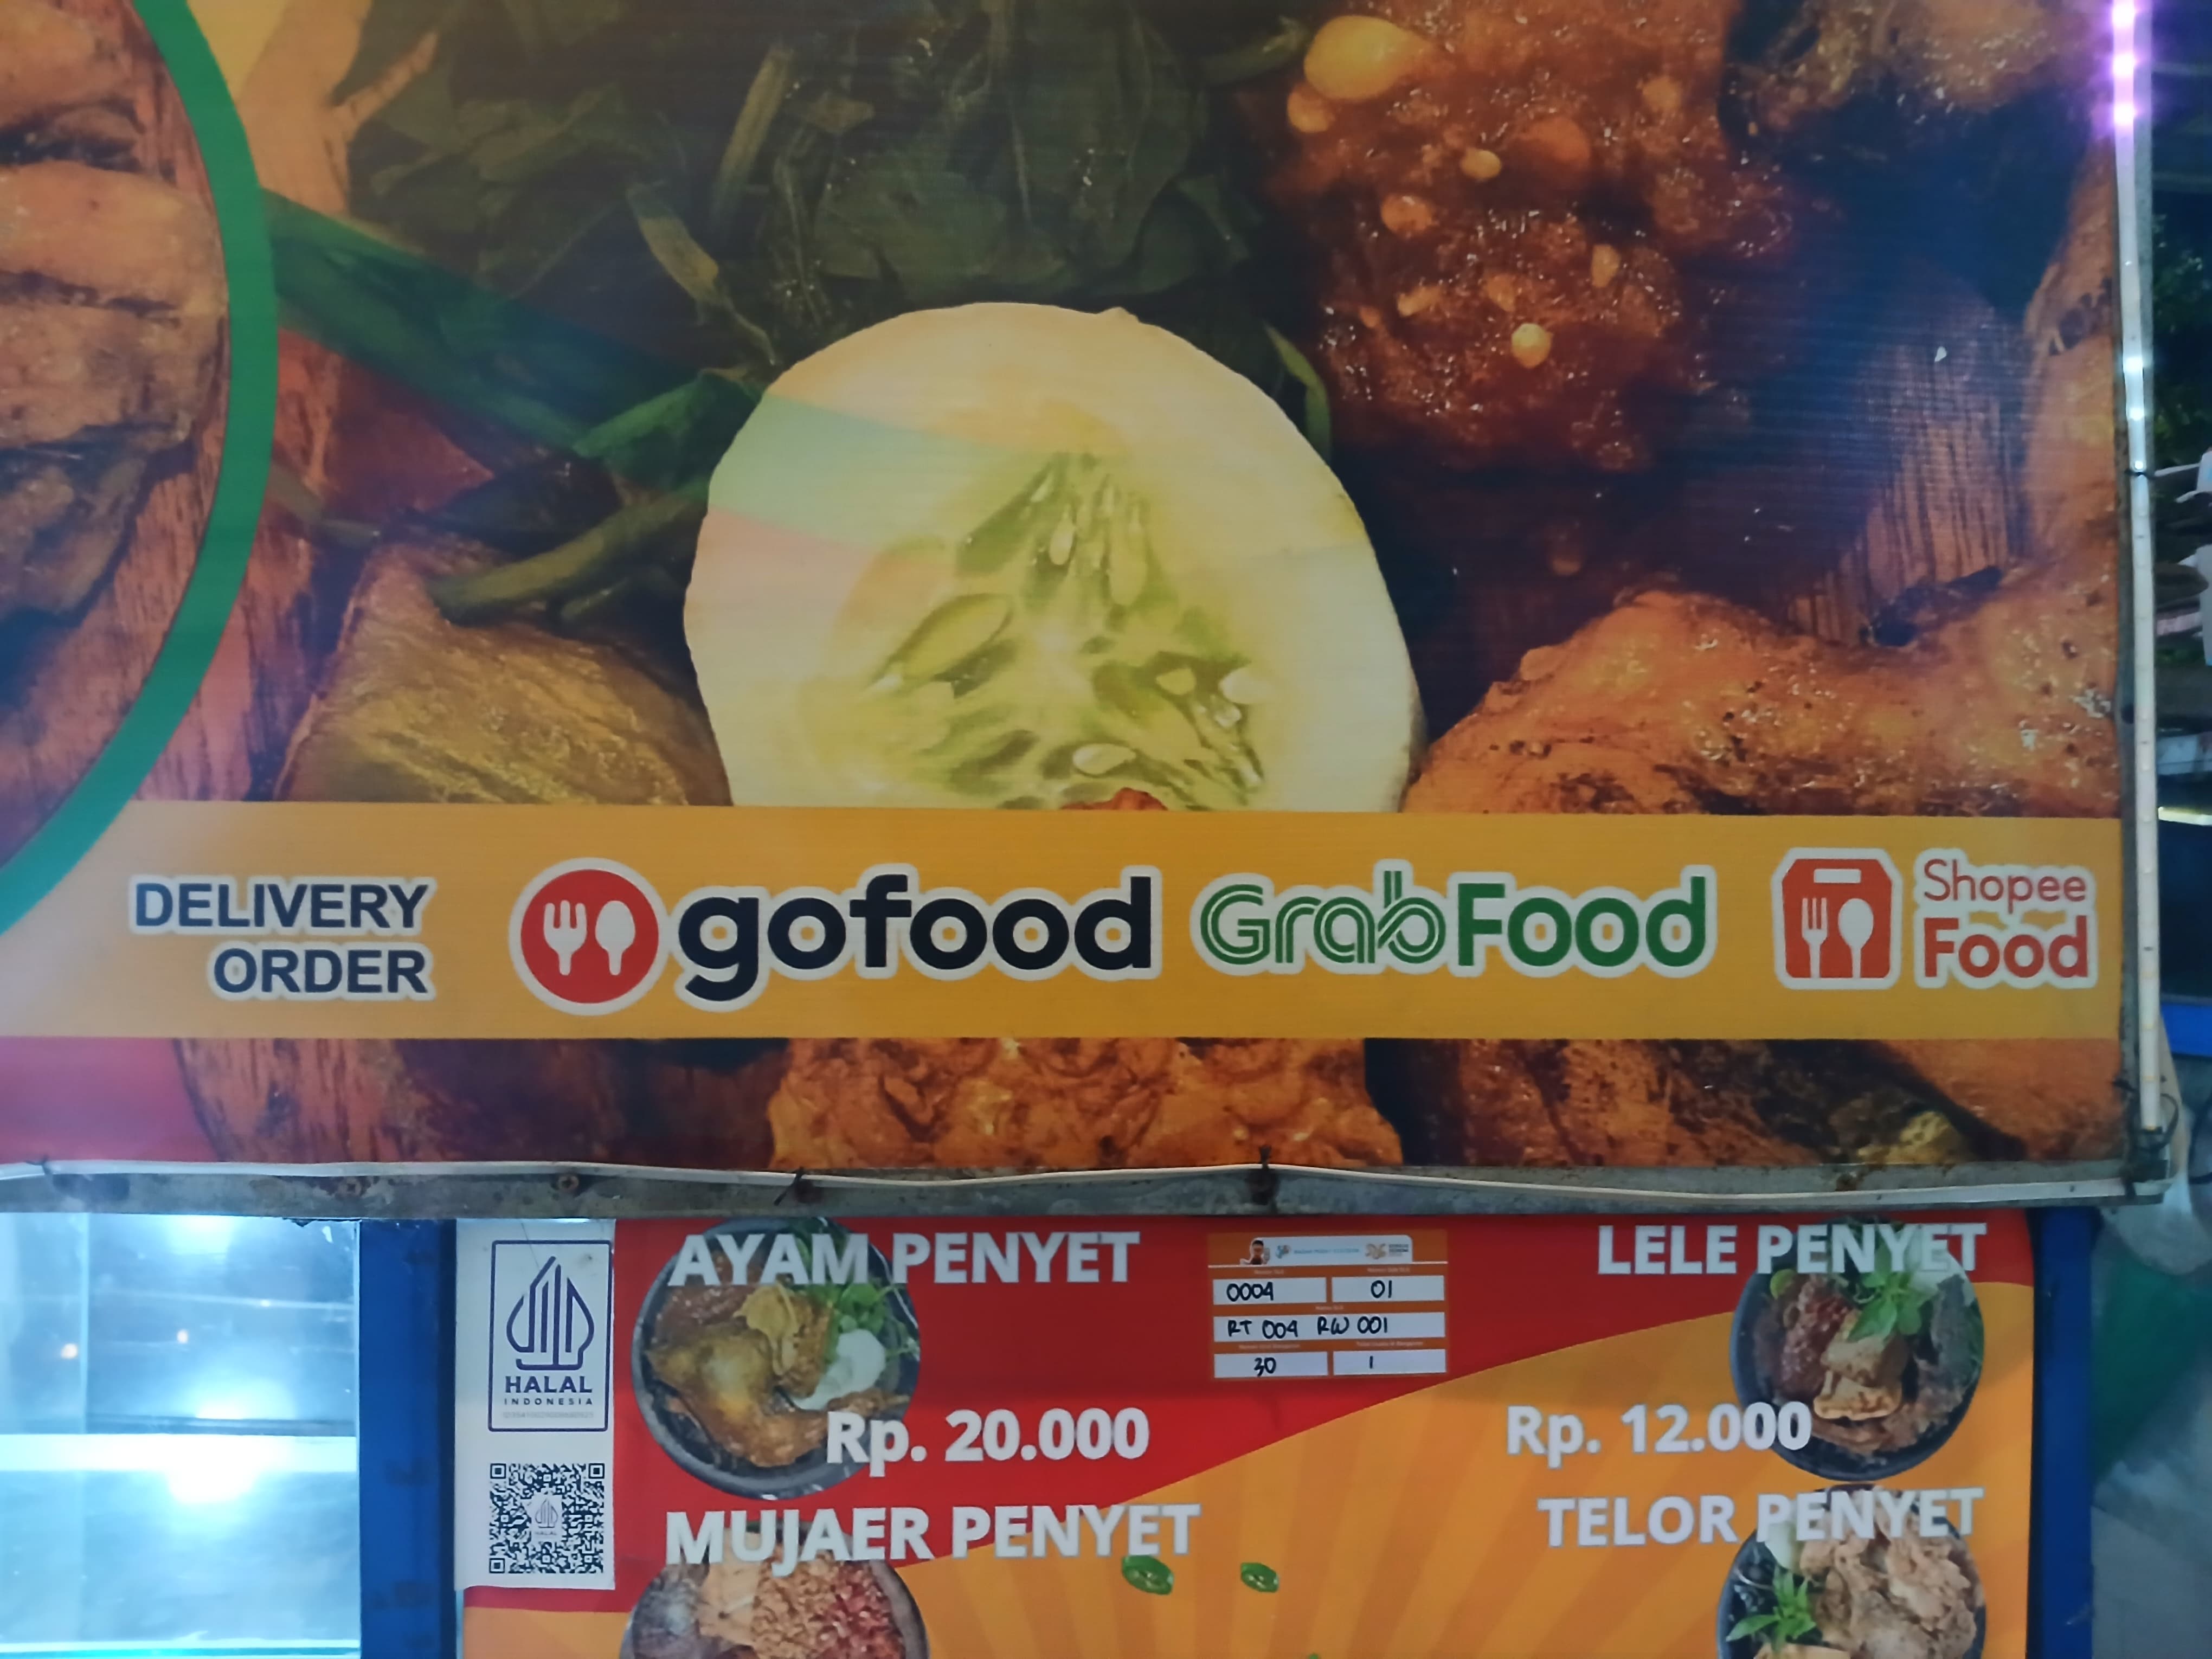 DELIVERY
ORDER
gofood
GrabFood
Shopee
Food
HALAL
INDONESIA
AYAM PENYET
Rp. 20.000
0004
01
RT 004 RW 001
30
1
LELE PENYET
Rp. 12.000
MUJAER PENYET
TELOR PENYET